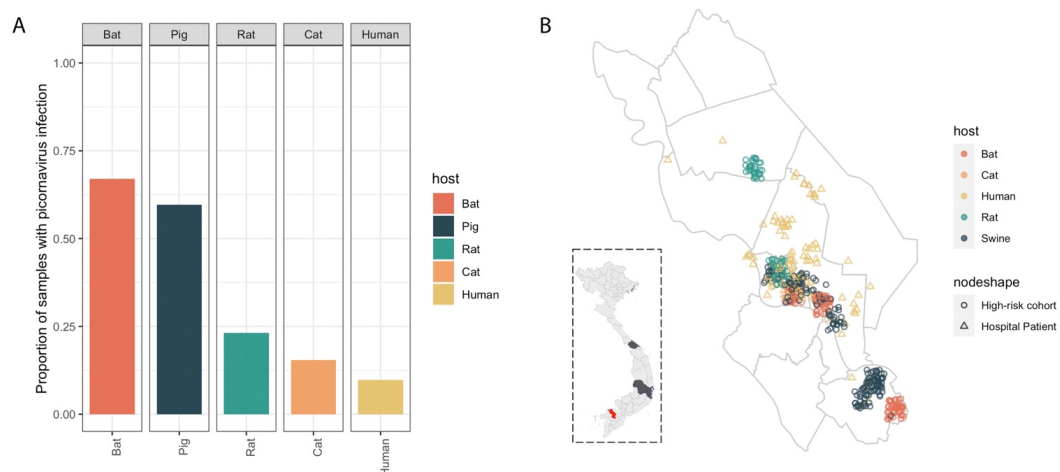 A
Bat Pig Rat Cat Human
Proportion of samples with picornavirus infection
1.00
0.75
0.50
0.25
0.00
Bat
Pig
Rat
Cat
Human
host
Bat
Pig
Rat
Cat
Human
B
host
Bat
Cat
Human
Rat
Swine
nodeshape
High-risk cohort
Hospital Patient